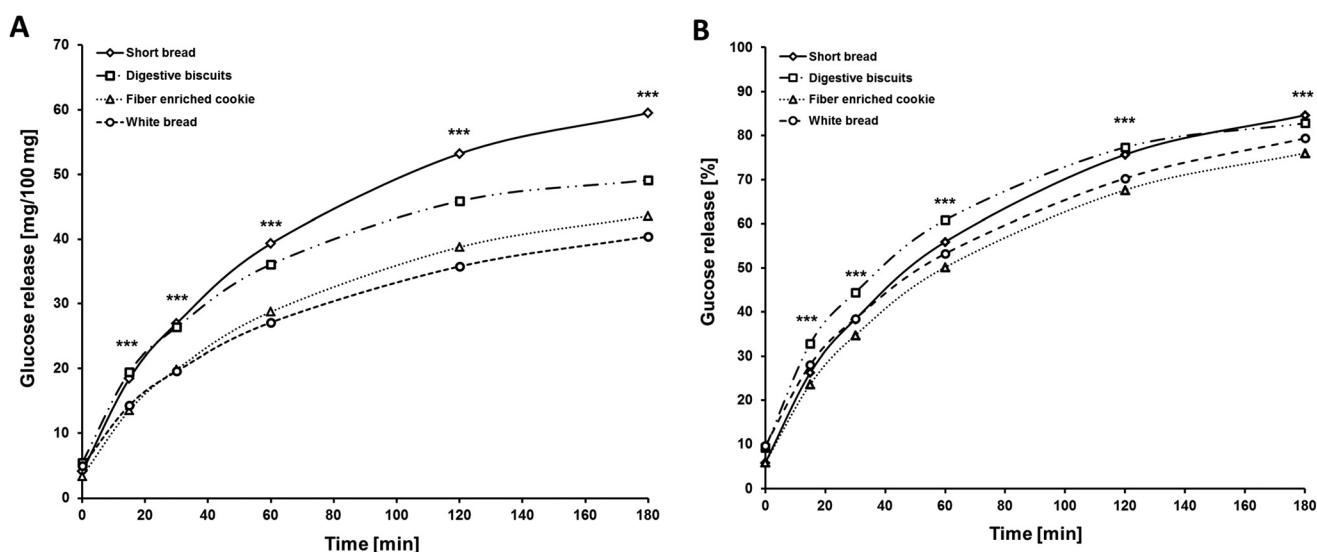 A
Glucose release [mg/100 mg]
70
60
50
40
30
20
10
0
Short bread
Digestive biscuits
Fiber enriched cookie
White bread
***
***
***
***
***
0 20 40 60 80 100 120 140 160 180
Time [min]
B
Gucose release [%]
100
90
80
70
60
50
40
30
20
10
0
Short bread
Digestive biscuits
Fiber enriched cookie
White bread
***
***
***
***
***
0 20 40 60 80 100 120 140 160 180
Time [min]